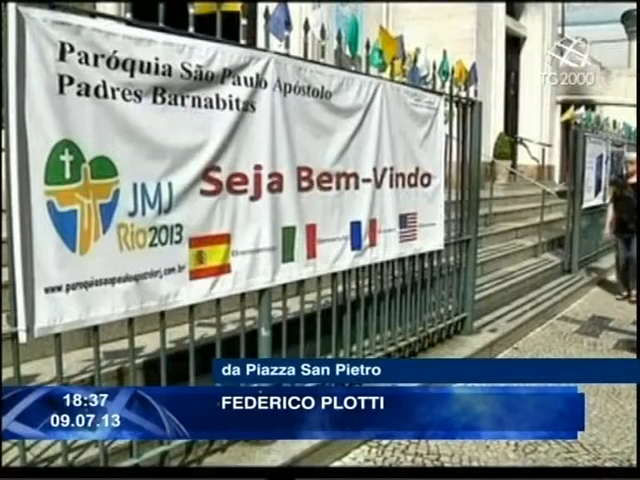 Paróquia São Paulo Apóstolo
Padres Barnabitas
TC2000
Seja Bem-Vindo
JMJ
Rio2013
www.paroquiasaopauloapostolorj.com.br
da Piazza San Pietro
18:37
FEDERICO PLOTTI
09.07.13